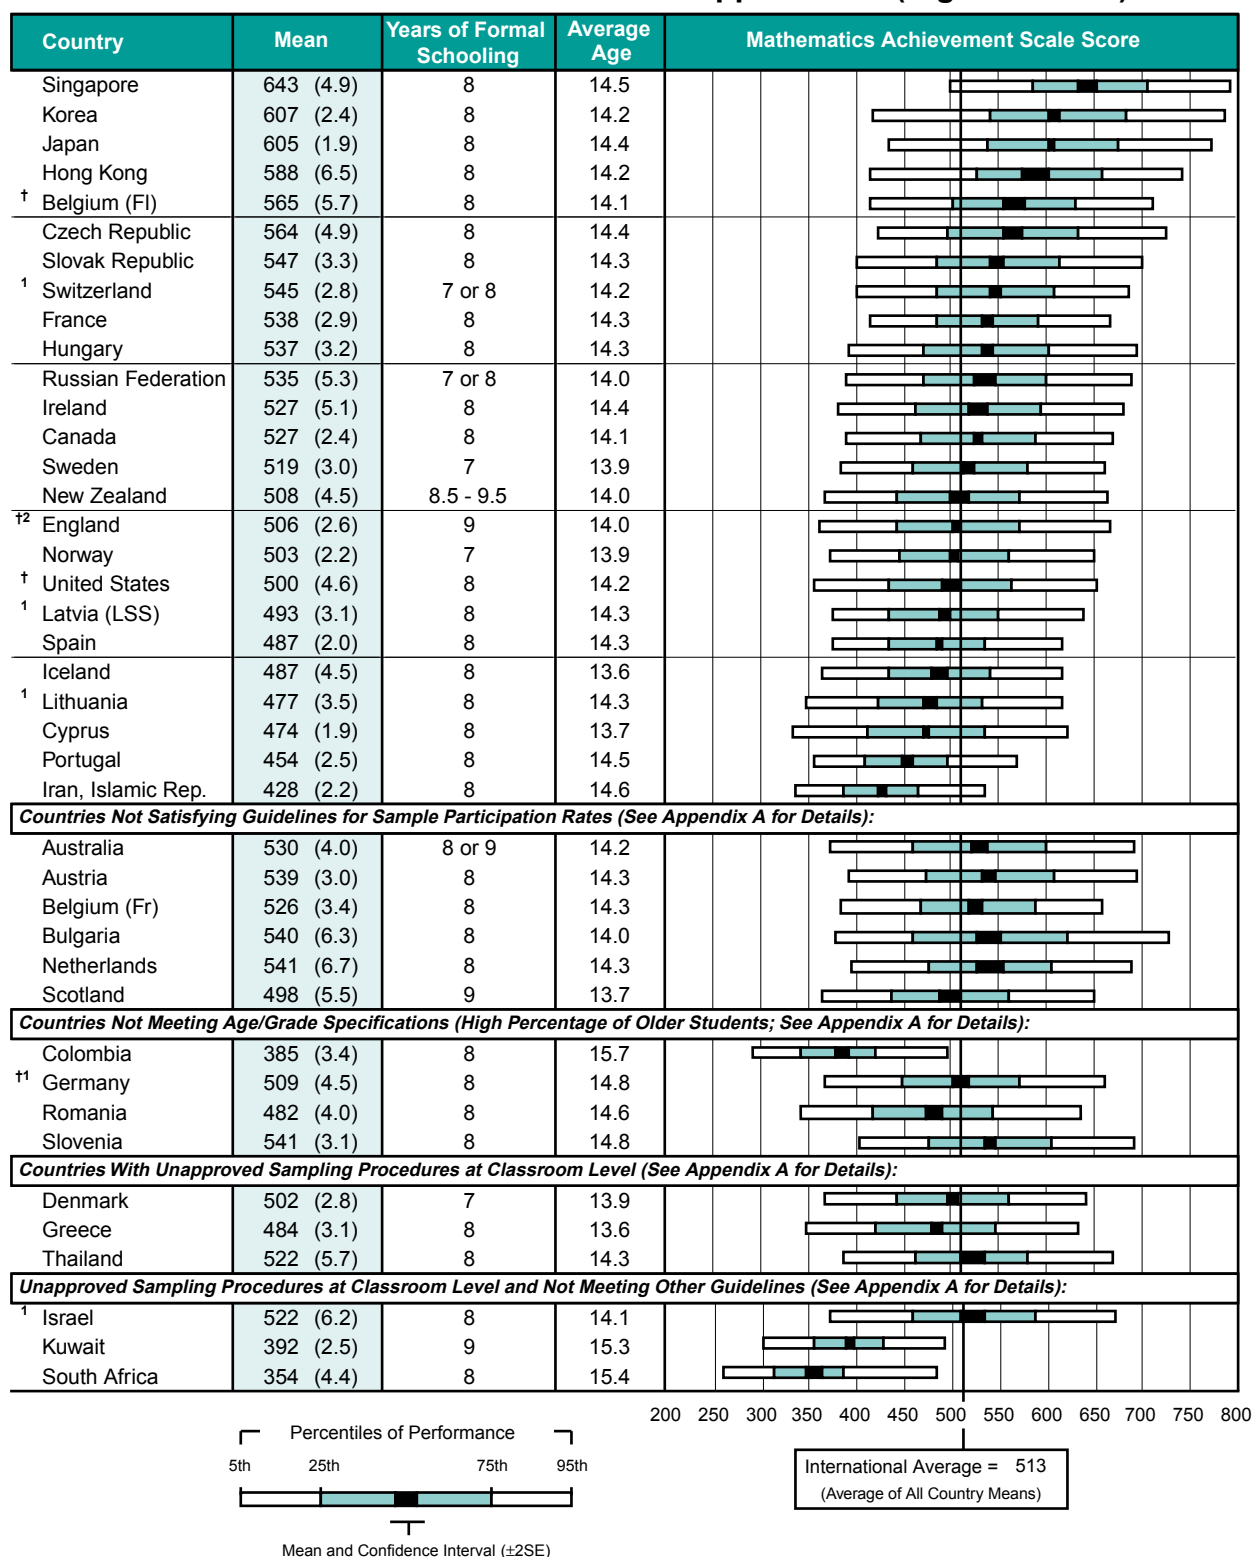 Country Mean Years of Formal Schooling Average Age Mathematics Achievement Scale Score
Singapore 643 (4.9) 8 14.5
Korea 607 (2.4) 8 14.2
Japan 605 (1.9) 8 14.4
Hong Kong 588 (6.5) 8 14.2
† Belgium (Fl) 565 (5.7) 8 14.1
Czech Republic 564 (4.9) 8 14.4
Slovak Republic 547 (3.3) 8 14.3
1 Switzerland 545 (2.8) 7 or 8 14.2
France 538 (2.9) 8 14.3
Hungary 537 (3.2) 8 14.3
Russian Federation 535 (5.3) 7 or 8 14.0
Ireland 527 (5.1) 8 14.4
Canada 527 (2.4) 8 14.1
Sweden 519 (3.0) 7 13.9
New Zealand 508 (4.5) 8.5 - 9.5 14.0
†2 England 506 (2.6) 9 14.0
Norway 503 (2.2) 7 13.9
† United States 500 (4.6) 8 14.2
1 Latvia (LSS) 493 (3.1) 8 14.3
Spain 487 (2.0) 8 14.3
Iceland 487 (4.5) 8 13.6
1 Lithuania 477 (3.5) 8 14.3
Cyprus 474 (1.9) 8 13.7
Portugal 454 (2.5) 8 14.5
Iran, Islamic Rep. 428 (2.2) 8 14.6
Countries Not Satisfying Guidelines for Sample Participation Rates (See Appendix A for Details):
Australia 530 (4.0) 8 or 9 14.2
Austria 539 (3.0) 8 14.3
Belgium (Fr) 526 (3.4) 8 14.3
Bulgaria 540 (6.3) 8 14.0
Netherlands 541 (6.7) 8 14.3
Scotland 498 (5.5) 9 13.7
Countries Not Meeting Age/Grade Specifications (High Percentage of Older Students; See Appendix A for Details):
Colombia 385 (3.4) 8 15.7
†1 Germany 509 (4.5) 8 14.8
Romania 482 (4.0) 8 14.6
Slovenia 541 (3.1) 8 14.8
Countries With Unapproved Sampling Procedures at Classroom Level (See Appendix A for Details):
Denmark 502 (2.8) 7 13.9
Greece 484 (3.1) 8 13.6
Thailand 522 (5.7) 8 14.3
Unapproved Sampling Procedures at Classroom Level and Not Meeting Other Guidelines (See Appendix A for Details):
1 Israel 522 (6.2) 8 14.1
Kuwait 392 (2.5) 9 15.3
South Africa 354 (4.4) 8 15.4
200 250 300 350 400 450 500 550 600 650 700 750 800
Percentiles of Performance
5th 25th 75th 95th
Mean and Confidence Interval (±2SE)
International Average = 513
(Average of All Country Means)